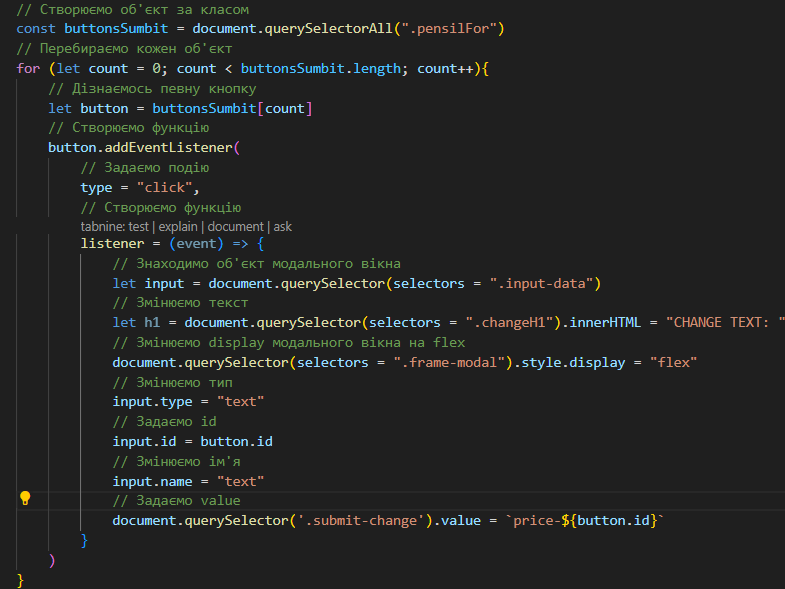 // Створюємо об'єкт за класом
const buttonsSumbit = document.querySelectorAll(".pensilFor")
// Перебираємо кожен об'єкт
for (let count = 0; count < buttonsSumbit.length; count++){
    // Дізнаємось певну кнопку
    let button = buttonsSumbit[count]
    // Створюємо функцію
    button.addEventListener(
        // Задаємо подію
        type = "click",
        // Створюємо функцію
        tabnine: test | explain | document | ask
        listener = (event) => {
            // Знаходимо об'єкт модального вікна
            let input = document.querySelector(selectors = ".input-data")
            // Змінюємо текст
            let h1 = document.querySelector(selectors = ".changeH1").innerHTML = "CHANGE TEXT: "
            // Змінюємо display модального вікна на flex
            document.querySelector(selectors = ".frame-modal").style.display = "flex"
            // Змінюємо тип
            input.type = "text"
            // Задаємо id
            input.id = button.id
            // Змінюємо ім'я
            input.name = "text"
            // Задаємо value
            document.querySelector('.submit-change').value = `price-${button.id}`
        }
    )
}